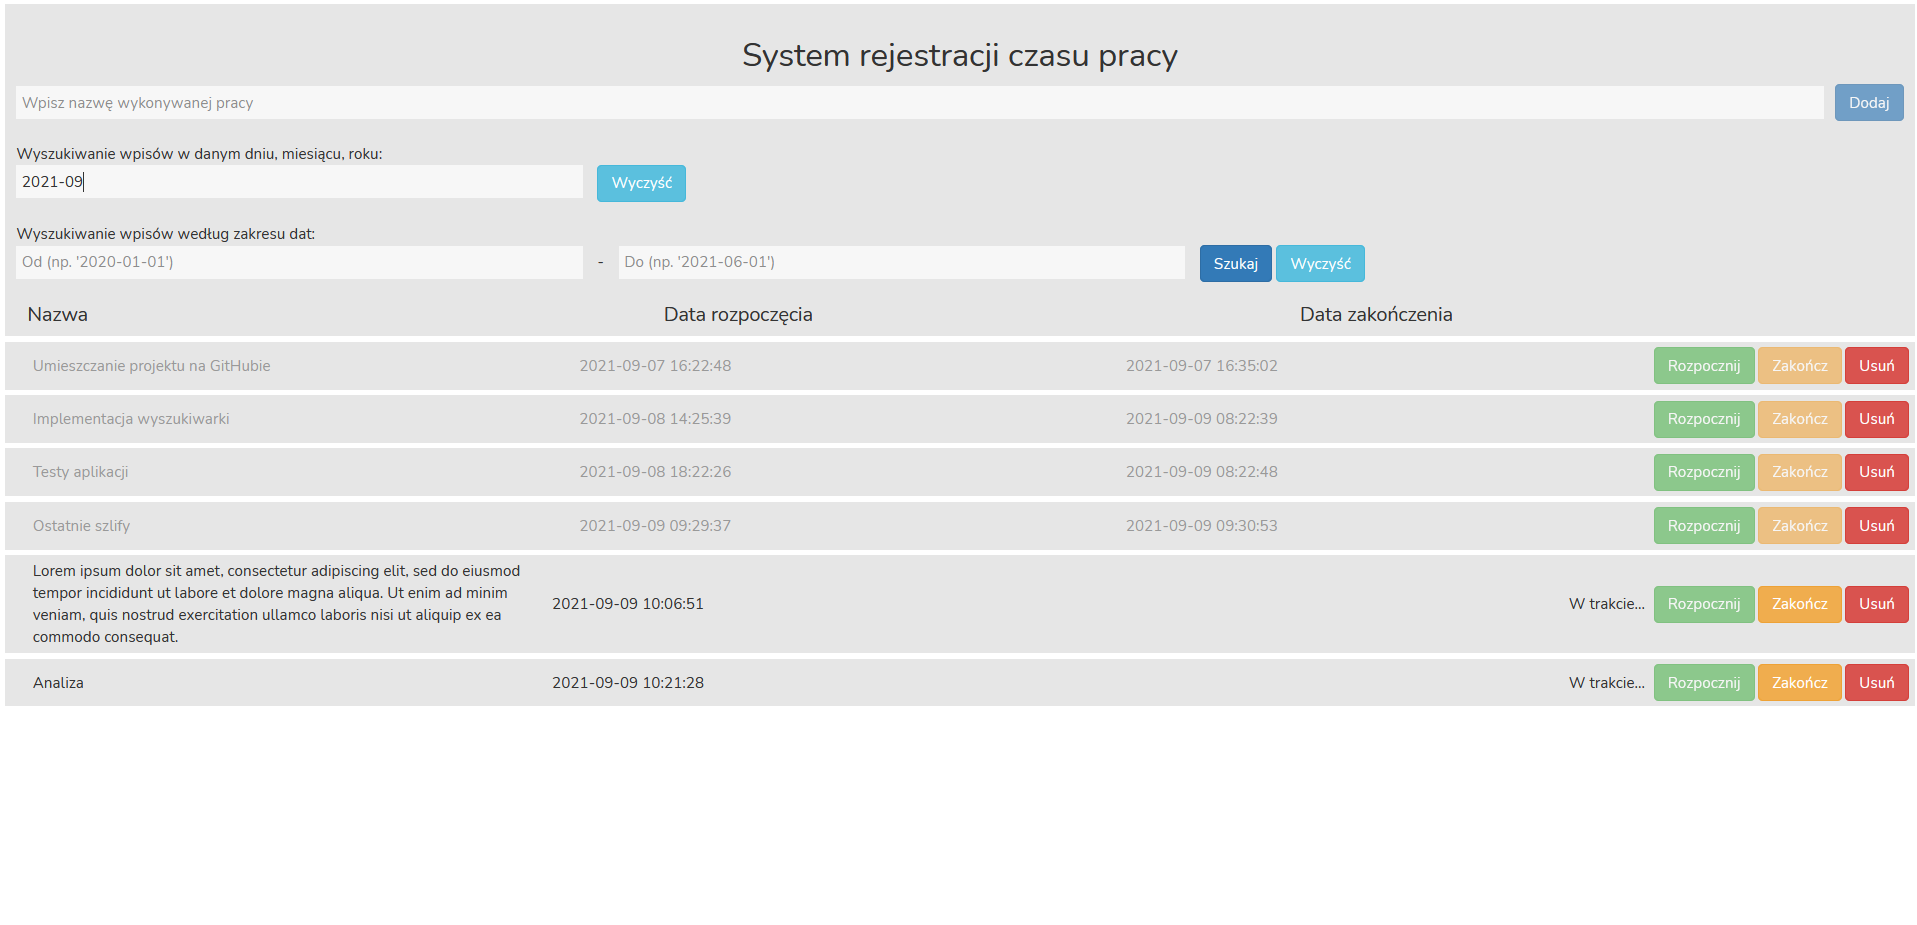 System rejestracji czasu pracy
Wpisz nazwę wykonywanej pracy Dodaj
Wyszukiwanie wpisów w danym dniu, miesiącu, roku:
2021-09 Wyczyść
Wyszukiwanie wpisów według zakresu dat:
Od (np. '2020-01-01') - Do (np. '2021-06-01') Szukaj Wyczyść
Nazwa Data rozpoczęcia Data zakończenia
Umieszczanie projektu na GitHubie 2021-09-07 16:22:48 2021-09-07 16:35:02 Rozpocznij Zakończ Usuń
Implementacja wyszukiwarki 2021-09-08 14:25:39 2021-09-09 08:22:39 Rozpocznij Zakończ Usuń
Testy aplikacji 2021-09-08 18:22:26 2021-09-09 08:22:48 Rozpocznij Zakończ Usuń
Ostatnie szlify 2021-09-09 09:29:37 2021-09-09 09:30:53 Rozpocznij Zakończ Usuń
Lorem ipsum dolor sit amet, consectetur adipiscing elit, sed do eiusmod
tempor incididunt ut labore et dolore magna aliqua. Ut enim ad minim
veniam, quis nostrud exercitation ullamco laboris nisi ut aliquip ex ea
commodo consequat.
2021-09-09 10:06:51 W trakcie... Rozpocznij Zakończ Usuń
Analiza 2021-09-09 10:21:28 W trakcie... Rozpocznij Zakończ Usuń